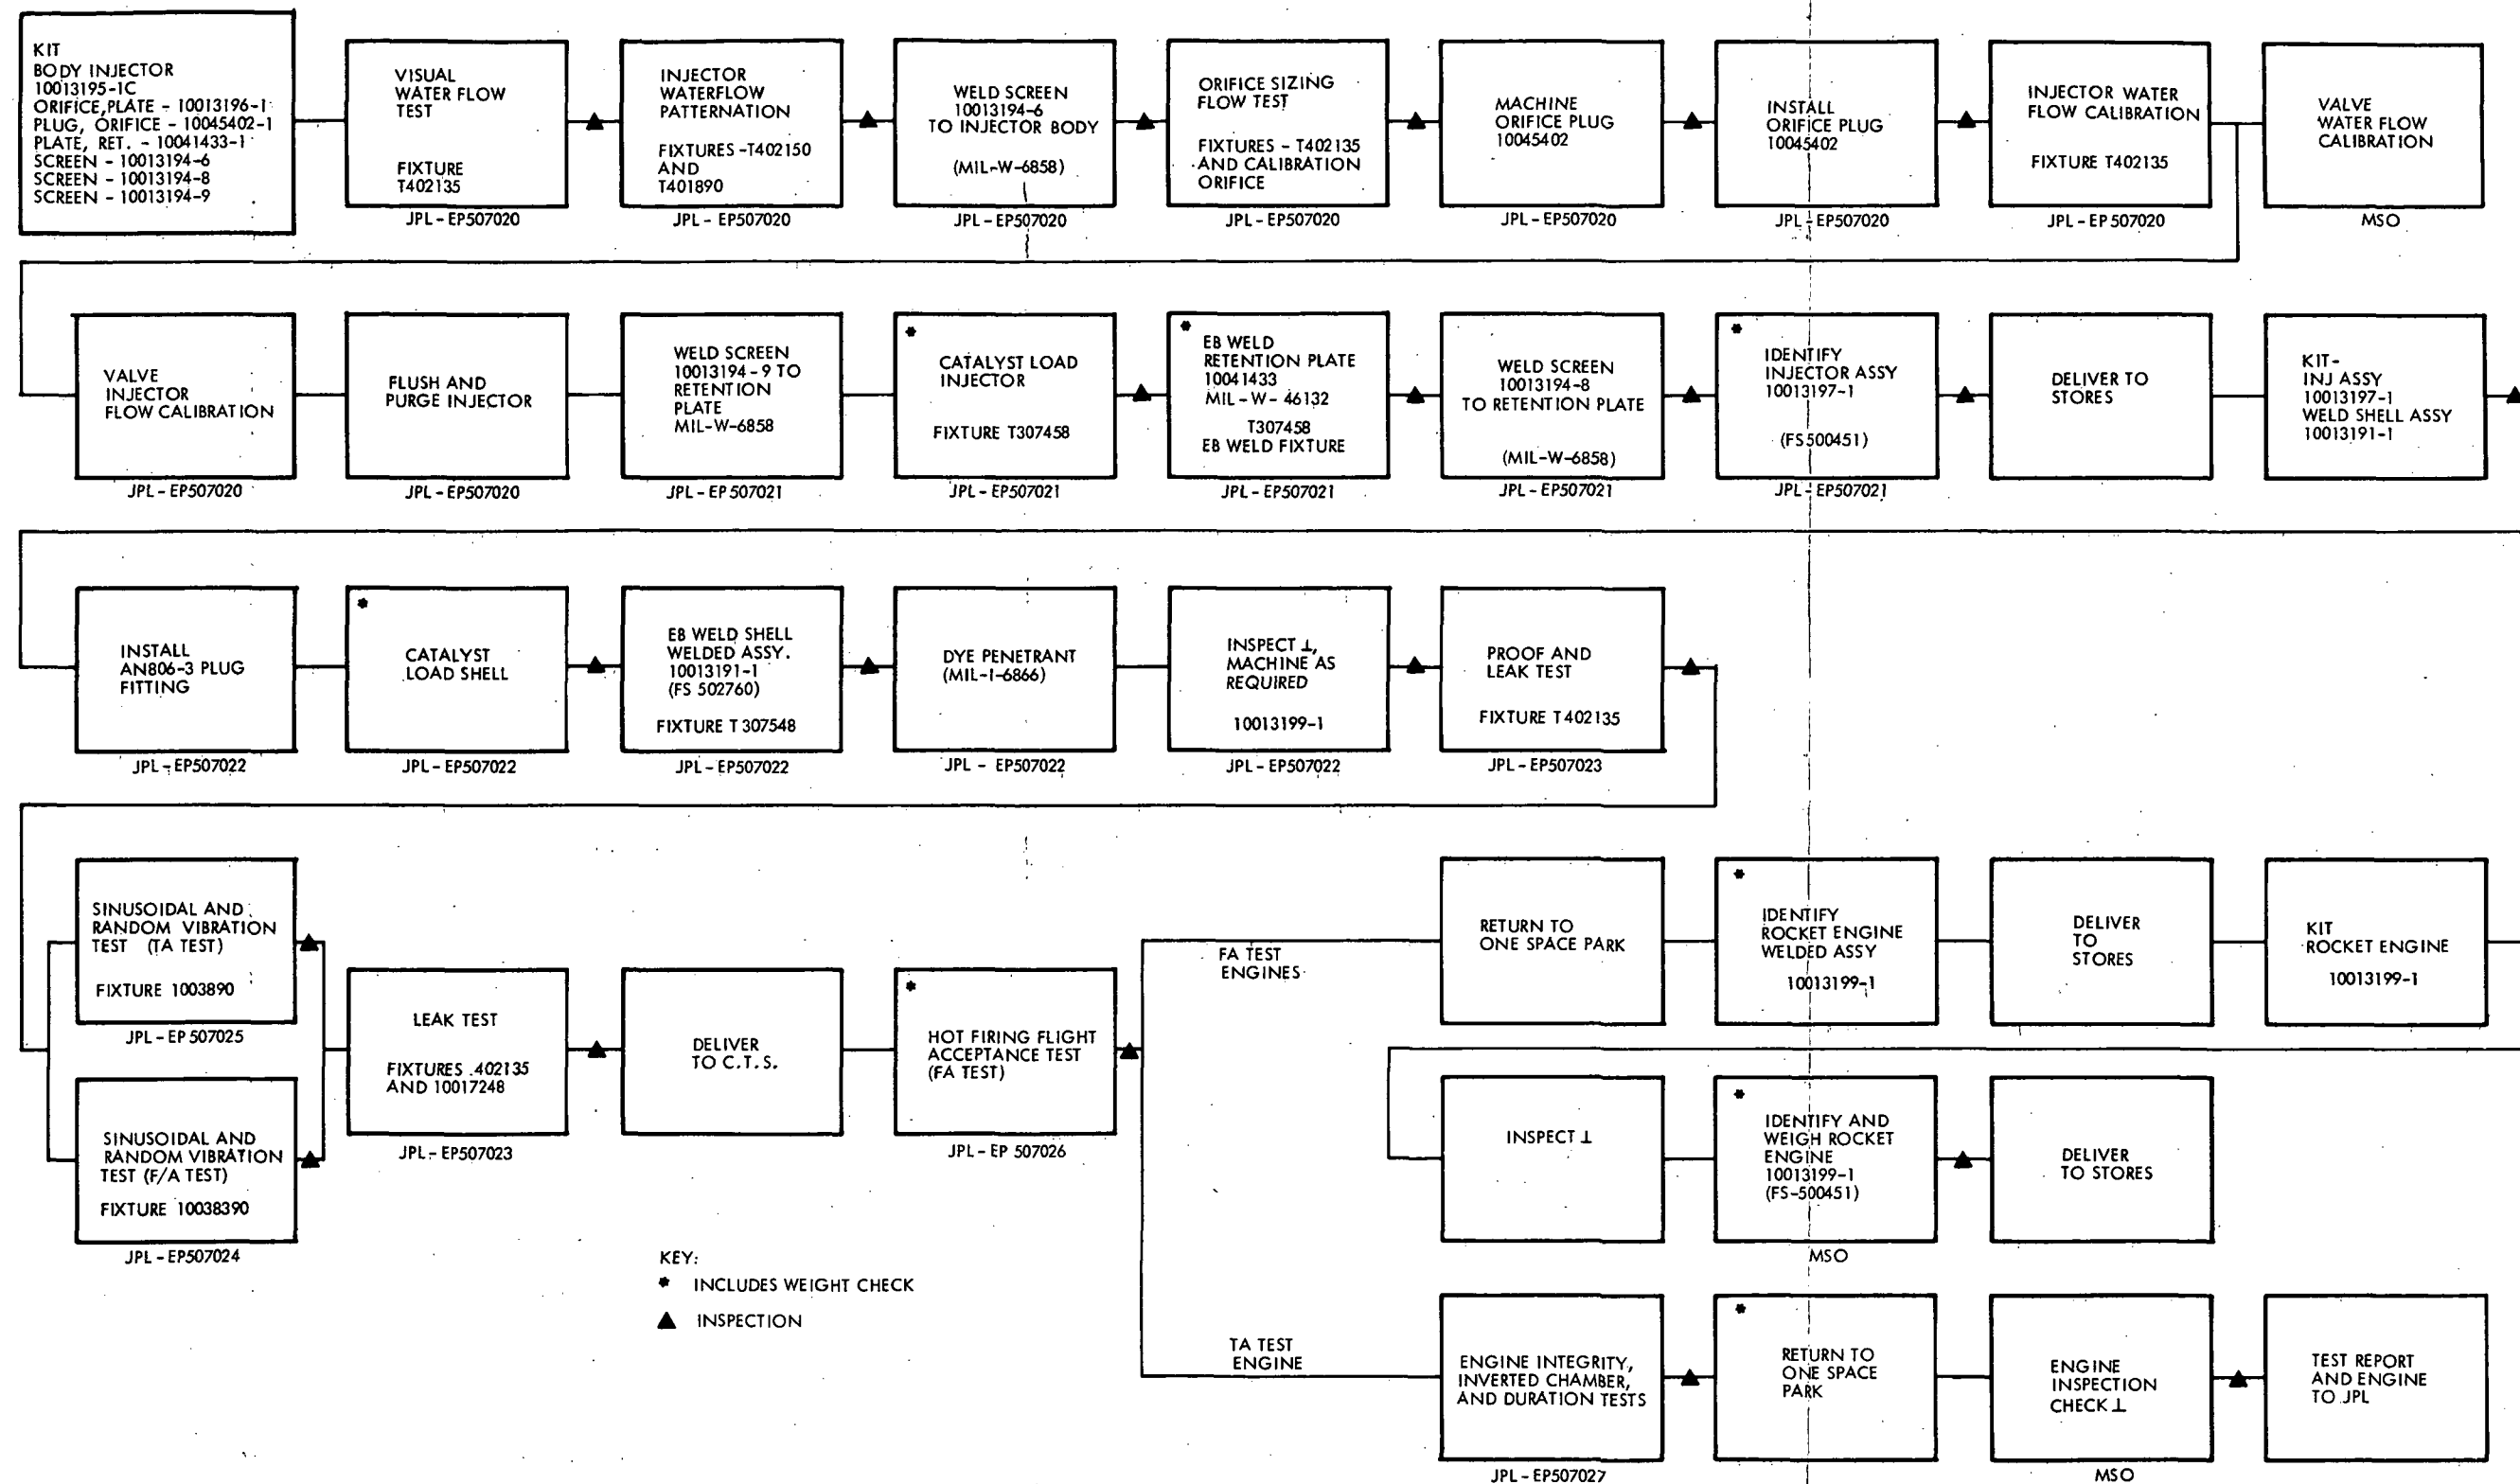 KIT
BODY INJECTOR
10013195-1C
ORIFICE,PLATE - 10013196-1
PLUG, ORIFICE - 10045402-1
PLATE, RET. - 10041433-1
SCREEN - 10013194-6
SCREEN - 10013194-8
SCREEN - 10013194-9
VISUAL
WATER FLOW
TEST
FIXTURE
T402135
JPL - EP507020
INJECTOR
WATERFLOW
PATTERNATION
FIXTURES -T402150
AND
T401890
JPL - EP507020
WELD SCREEN
10013194-6
TO INJECTOR BODY
(MIL-W-6858)
JPL - EP507020
ORIFICE SIZING
FLOW TEST
FIXTURES - T402135
AND CALIBRATION
ORIFICE
JPL - EP507020
MACHINE
ORIFICE PLUG
10045402
JPL - EP507020
INSTALL
ORIFICE PLUG
10045402
JPL - EP507020
INJECTOR WATER
FLOW CALIBRATION
FIXTURE T402135
JPL - EP507020
VALVE
WATER FLOW
CALIBRATION
MSO
VALVE
INJECTOR
FLOW CALIBRATION
JPL - EP507020
FLUSH AND
PURGE INJECTOR
JPL - EP507020
WELD SCREEN
10013194 - 9 TO
RETENTION
PLATE
MIL-W-6858
JPL - EP507021
*
CATALYST LOAD
INJECTOR
FIXTURE T307458
JPL - EP507021
*
EB WELD
RETENTION PLATE
10041433
MIL - W - 46132
T307458
EB WELD FIXTURE
JPL - EP507021
WELD SCREEN
10013194-8
TO RETENTION PLATE
(MIL-W-6858)
JPL - EP507021
*
IDENTIFY
INJECTOR ASSY
10013197-1
(FS500451)
JPL - EP507021
DELIVER TO
STORES
KIT-
INJ ASSY
10013197-1
WELD SHELL ASSY
10013191-1
INSTALL
AN806-3 PLUG
FITTING
JPL - EP507022
*
CATALYST
LOAD SHELL
JPL - EP507022
EB WELD SHELL
WELDED ASSY.
10013191-1
(FS 502760)
FIXTURE T 307548
JPL - EP507022
DYE PENETRANT
(MIL-I-6866)
JPL - EP507022
INSPECT ⊥,
MACHINE AS
REQUIRED
10013199-1
JPL - EP507022
PROOF AND
LEAK TEST
FIXTURE T402135
JPL - EP507023
SINUSOIDAL AND
RANDOM VIBRATION
TEST (TA TEST)
FIXTURE 1003890
JPL - EP 507025
SINUSOIDAL AND
RANDOM VIBRATION
TEST (F/A TEST)
FIXTURE 10038390
JPL - EP507024
LEAK TEST
FIXTURES .402135
AND 10017248
JPL - EP507023
DELIVER
TO C.T.S.
*
HOT FIRING FLIGHT
ACCEPTANCE TEST
(FA TEST)
JPL - EP 507026
FA TEST
ENGINES
RETURN TO
ONE SPACE PARK
*
IDENTIFY
ROCKET ENGINE
WELDED ASSY
10013199-1
DELIVER
TO
STORES
KIT
ROCKET ENGINE
10013199-1
INSPECT ⊥
*
IDENTIFY AND
WEIGH ROCKET
ENGINE
10013199-1
(FS-500451)
MSO
DELIVER
TO STORES
KEY:
* INCLUDES WEIGHT CHECK
▲ INSPECTION
TA TEST
ENGINE
ENGINE INTEGRITY,
INVERTED CHAMBER,
AND DURATION TESTS
JPL - EP507027
*
RETURN TO
ONE SPACE
PARK
ENGINE
INSPECTION
CHECK ⊥
MSO
TEST REPORT
AND ENGINE
TO JPL